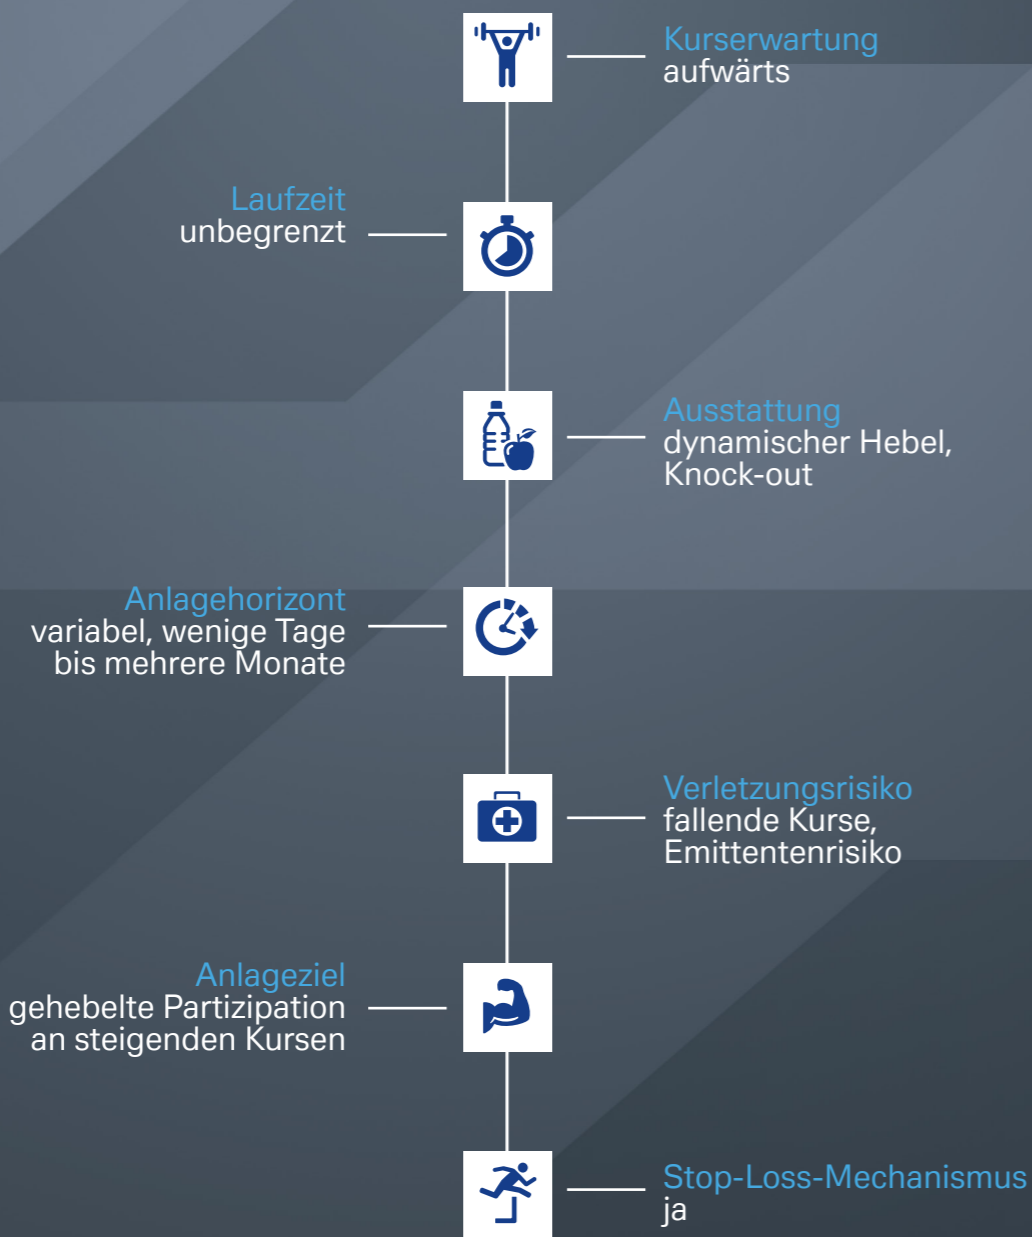 Kurserwartung
aufwärts
Laufzeit
unbegrenzt
Ausstattung
dynamischer Hebel,
Knock-out
Anlagehorizont
variabel, wenige Tage
bis mehrere Monate
Verletzungsrisiko
fallende Kurse,
Emittentenrisiko
Anlageziel
gehebelte Partizipation
an steigenden Kursen
Stop-Loss-Mechanismus
ja